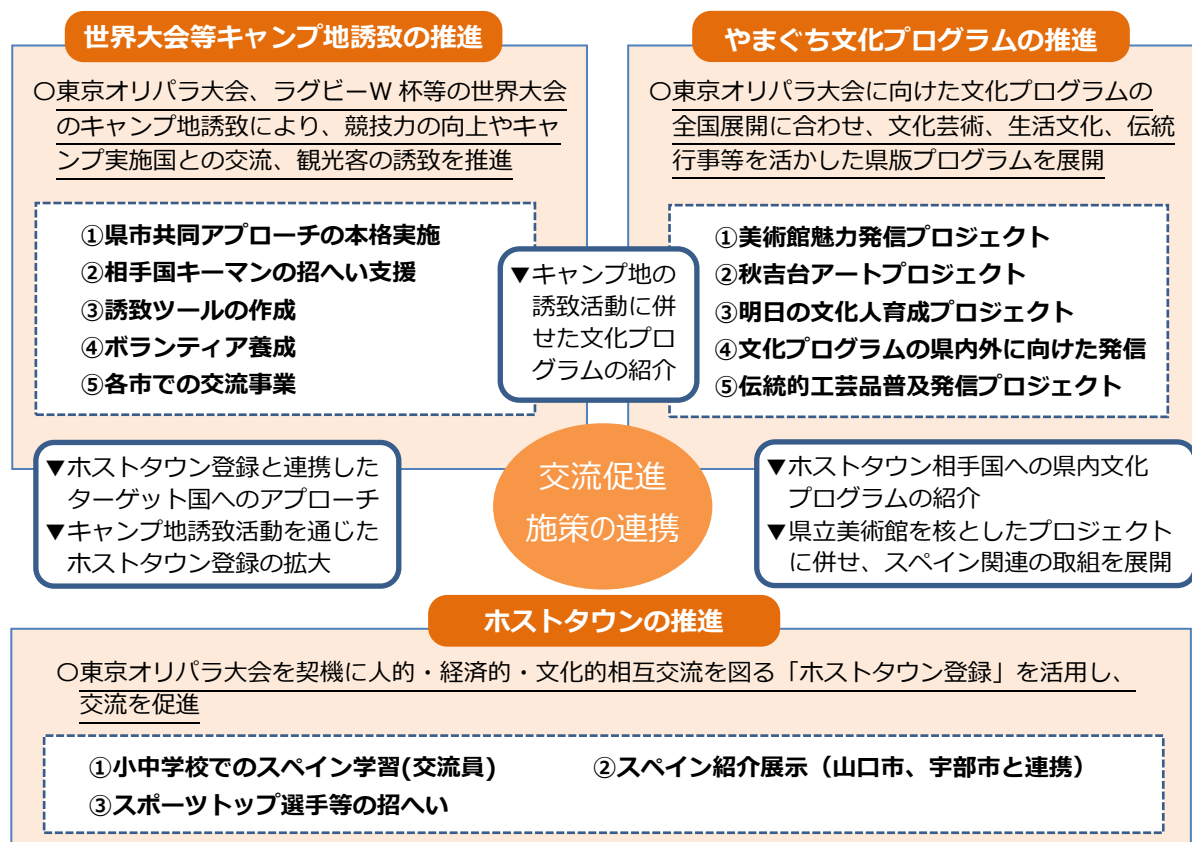 世界大会等キャンプ地誘致の推進
○東京オリパラ大会、ラグビーW 杯等の世界大会
のキャンプ地誘致により、競技力の向上やキャ
ンプ実施国との交流、観光客の誘致を推進
①県市共同アプローチの本格実施
②相手国キーマンの招へい支援
③誘致ツールの作成
④ボランティア養成
⑤各市での交流事業
やまぐち文化プログラムの推進
○東京オリパラ大会に向けた文化プログラムの
全国展開に合わせ、文化芸術、生活文化、伝統
行事等を活かした県版プログラムを展開
①美術館魅力発信プロジェクト
②秋吉台アートプロジェクト
③明日の文化人育成プロジェクト
④文化プログラムの県内外に向けた発信
⑤伝統的工芸品普及発信プロジェクト
▼キャンプ地の
誘致活動に併
せた文化プロ
グラムの紹介
▼ホストタウン登録と連携した
ターゲット国へのアプローチ
▼キャンプ地誘致活動を通じた
ホストタウン登録の拡大
交流促進
施策の連携
▼ホストタウン相手国への県内文化
プログラムの紹介
▼県立美術館を核としたプロジェクト
に併せ、スペイン関連の取組を展開
ホストタウンの推進
○東京オリパラ大会を契機に人的・経済的・文化的相互交流を図る「ホストタウン登録」を活用し、
交流を促進
①小中学校でのスペイン学習(交流員) ②スペイン紹介展示（山口市、宇部市と連携）
③スポーツトップ選手等の招へい